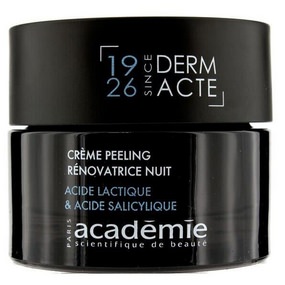 19 26 SINCE DERM ACTE
CRÈME PEELING
RÉNOVATRICE NUIT
ACIDE LACTIQUE
& ACIDE SALICYLIQUE
PARIS académie
scientifique de beauté